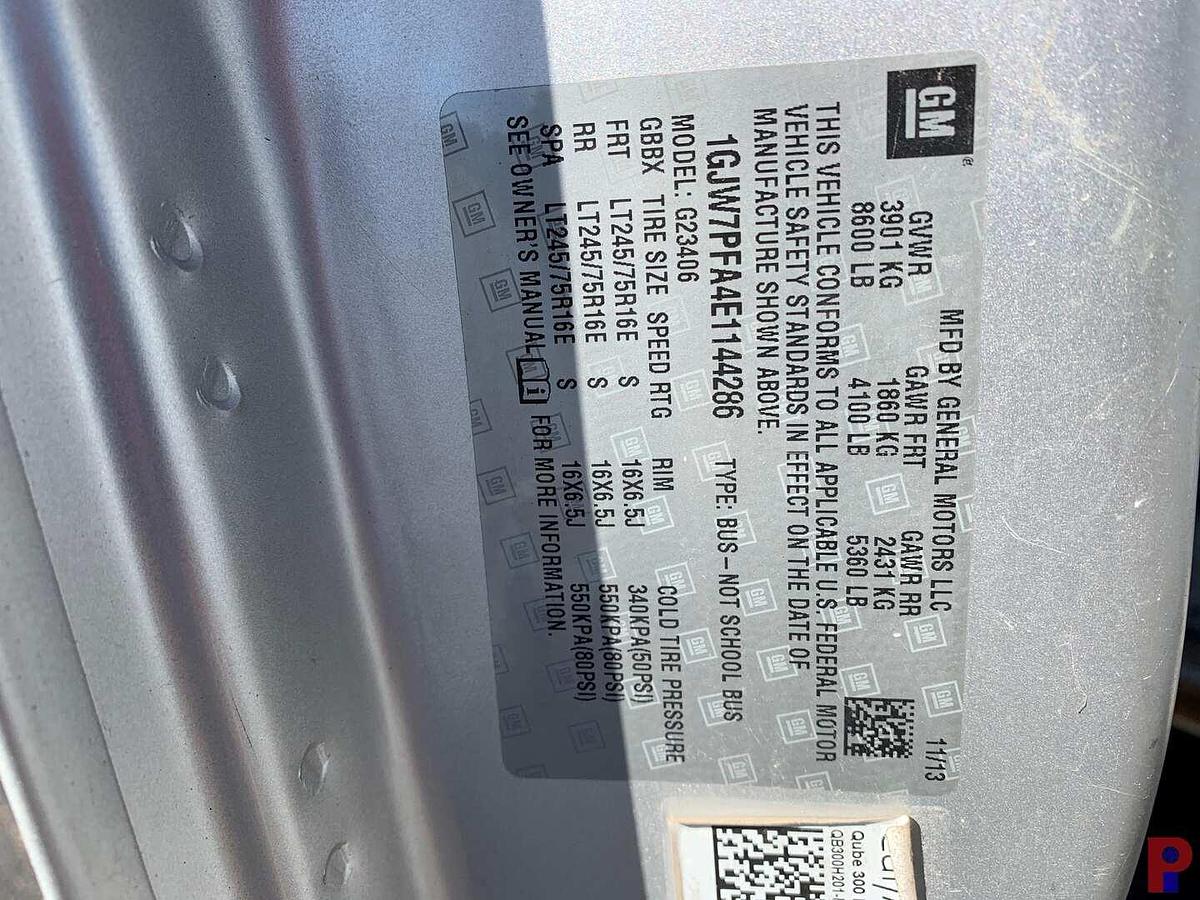 GM
MFD BY GENERAL MOTORS LLC 11/13
GVWR GAWR FRT GAWR RR
3901 KG 1860 KG 2431 KG
8600 LB 4100 LB 5360 LB
THIS VEHICLE CONFORMS TO ALL APPLICABLE U.S FEDERAL MOTOR
VEHICLE SAFETY STANDARDS IN EFFECT ON THE DATE OF
MANUFACTURE SHOWN ABOVE.
1GJW7PFA4E1144286 TYPE: BUS-NOT SCHOOL BUS
MODEL: G23406
GBBX TIRE SIZE SPEED RTG RIM COLD TIRE PRESSURE
FRT LT245/75R16E S 16X6.5J 340KPA(50PSI)
RR LT245/75R16E S 16X6.5J 550KPA(80PSI)
SPA LT245/75R16E S 16X6.5J 550KPA(80PSI)
SEE OWNER'S MANUAL i FOR MORE INFORMATION.
Qube 300
QB300H201-